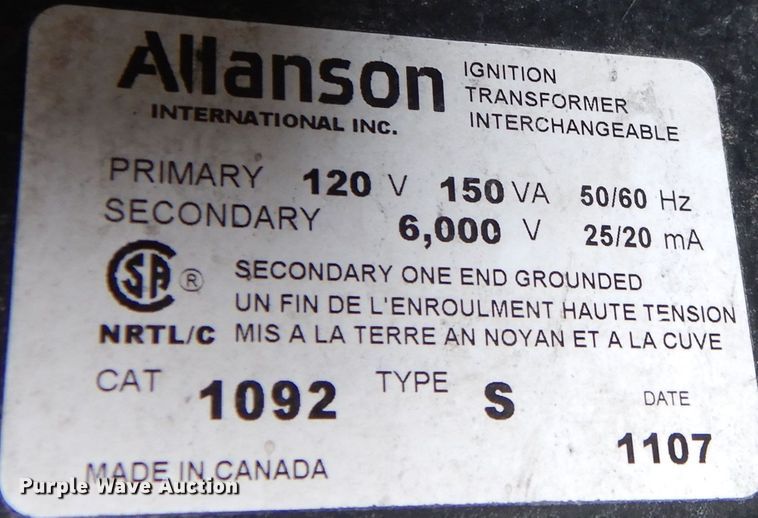 Allanson
INTERNATIONAL INC.
IGNITION
TRANSFORMER
INTERCHANGEABLE
PRIMARY 120 V 150 VA 50/60 Hz
SECONDARY 6,000 V 25/20 mA
CSA ® SECONDARY ONE END GROUNDED
UN FIN DE L'ENROULMENT HAUTE TENSION
NRTL/C MIS A LA TERRE AN NOYAN ET A LA CUVE
CAT 1092 TYPE S DATE
1107
MADE IN CANADA
Purple Wave Auction